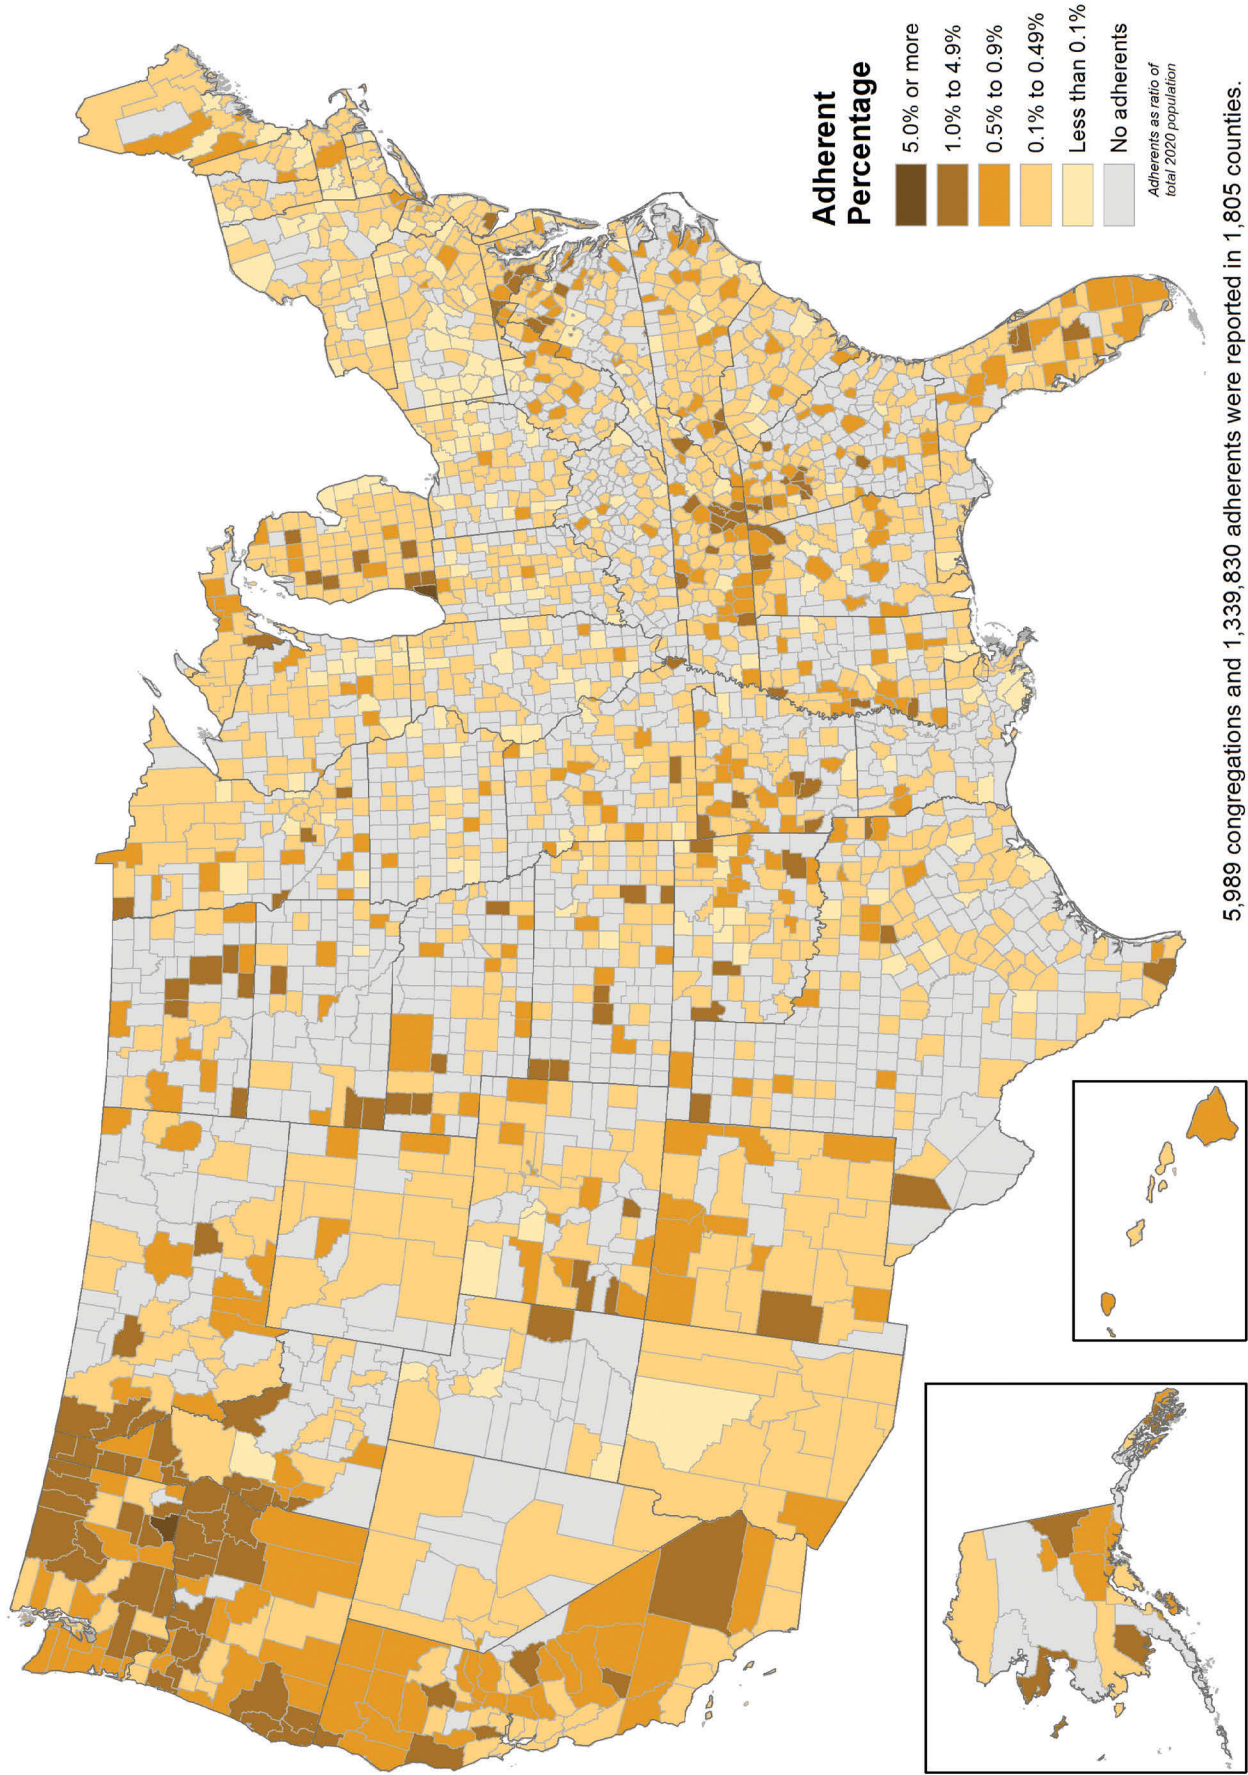 Adherent
Percentage
5.0% or more
1.0% to 4.9%
0.5% to 0.9%
0.1% to 0.49%
Less than 0.1%
No adherents
Adherents as ratio of
total 2020 population
5,989 congregations and 1,339,830 adherents were reported in 1,805 counties.